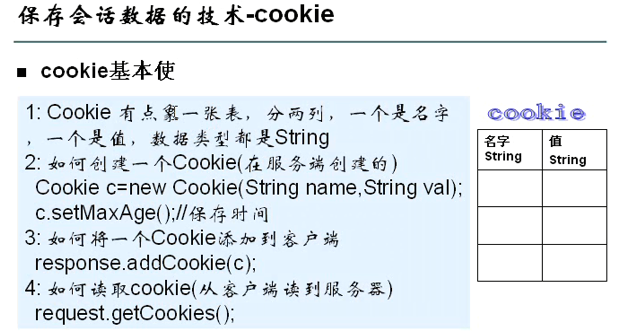 保存会话数据的技术-cookie
cookie基本使
1: Cookie 有点象一张表，分两列，一个是名字
，一个是值，数据类型都是String
2: 如何创建一个Cookie(在服务端创建的)
Cookie c=new Cookie(String name,String val);
c.setMaxAge();//保存时间
3: 如何将一个Cookie添加到客户端
response.addCookie(c);
4: 如何读取cookie(从客户端读到服务器)
request.getCookies();
cookie
名字 值
String String